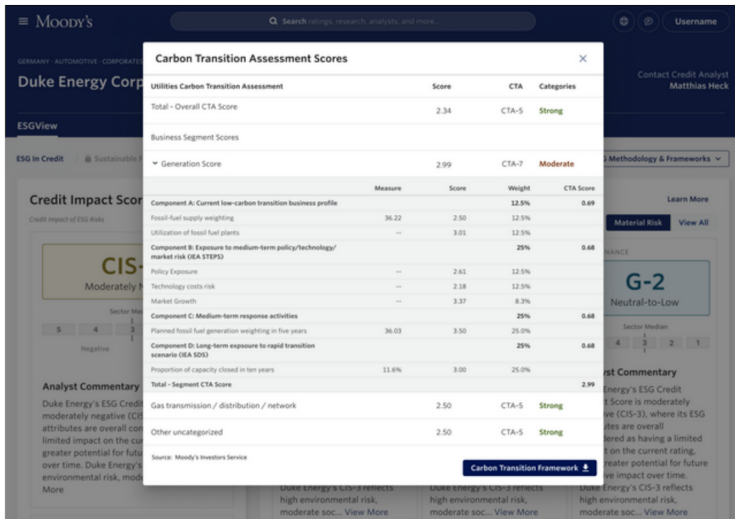 Moody's
Search ratings, research, analysts, and more...
Username
GERMANY · AUTOMOTIVE · CORPORATES
Duke Energy Corp
Contact Credit Analyst
Matthias Heck
ESGView
ESG In Credit
Sustainable
Methodology & Frameworks
Carbon Transition Assessment Scores
Utilities Carbon Transition Assessment Score CTA Categories
Total - Overall CTA Score 2.34 CTA-5 Strong
Business Segment Scores
Generation Score 2.99 CTA-7 Moderate
Measure Score Weight CTA Score
Component A: Current low-carbon transition business profile 12.5% 0.69
Fossil-fuel supply weighting 36.22 2.50 12.5%
Utilization of fossil fuel plants -- 3.01 12.5%
Component B: Exposure to medium-term policy/technology/ 25% 0.68
market risk (IEA STEPS)
Policy Exposure -- 2.61 12.5%
Technology costs risk -- 2.18 12.5%
Market Growth -- 3.37 8.3%
Component C: Medium-term response activities 25% 0.68
Planned fossil fuel generation weighting in five years 36.03 3.50 25.0%
Component D: Long-term exposure to rapid transition 25% 0.68
scenario (IEA SDS)
Proportion of capacity closed in ten years 11.6% 3.00 25.0%
Total - Segment CTA Score 2.99
Gas transmission / distribution / network 2.50 CTA-5 Strong
Other uncategorized 2.50 CTA-5 Strong
Source: Moody's Investors Service
Carbon Transition Framework
Credit Impact Scor
Credit Impact of ESG Risks
Learn More
Material Risk View All
CIS-
Moderately N
Sector Me
5 4 3
Negative
NANCE
G-2
Neutral-to-Low
Sector Median
4 3 2 1
Analyst Commentary
Duke Energy's ESG Credit
moderately negative (CIS
attributes are overall con
limited impact on the cur
greater potential for futu
over time. Duke Energy's
environmental risk, mode
More
Duke Energy's CIS-3 reflects
high environmental risk,
moderate soc... View More
Duke Energy's CIS-3 reflects
high environmental risk,
moderate soc... View More
yst Commentary
Energy's ESG Credit
t Score is moderately
ive (CIS-3), where its ESG
utes are overall
dered as having a limited
t on the current rating,
greater potential for future
ve impact over time.
Duke Energy's CIS-3 reflects
high environmental risk,
moderate soc... View More